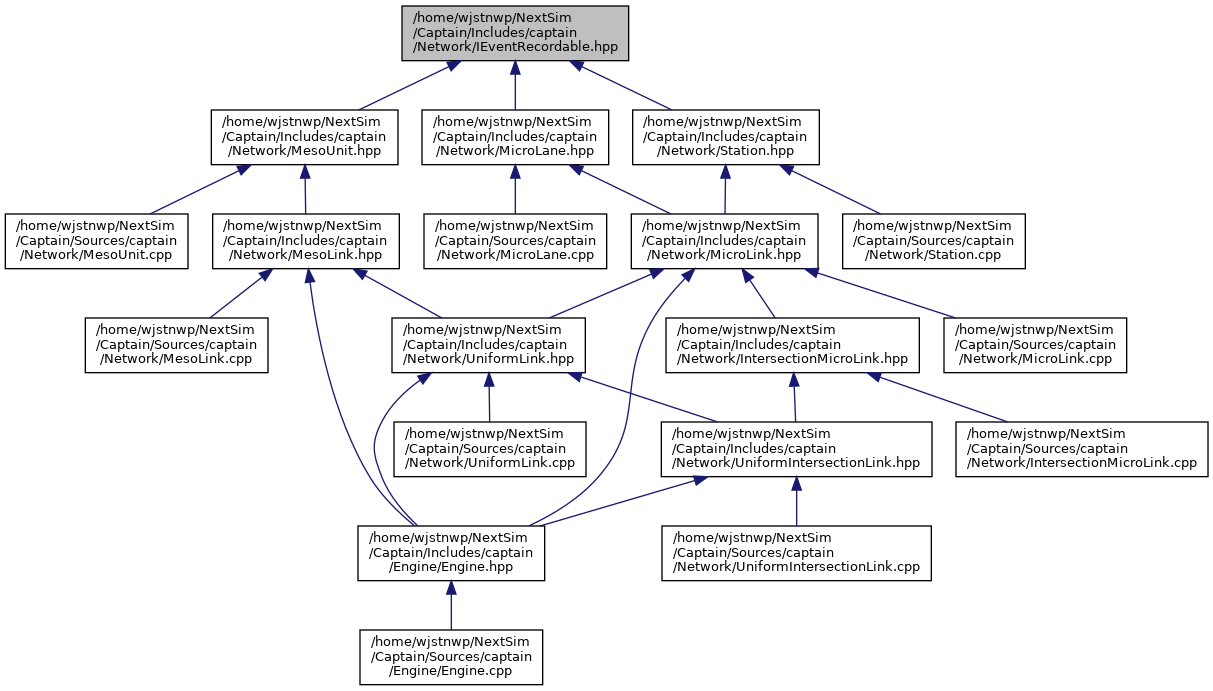 /home/wjstnwp/NextSim
/Captain/Includes/captain
/Network/IEventRecordable.hpp
/home/wjstnwp/NextSim
/Captain/Includes/captain
/Network/MesoUnit.hpp
/home/wjstnwp/NextSim
/Captain/Includes/captain
/Network/MicroLane.hpp
/home/wjstnwp/NextSim
/Captain/Includes/captain
/Network/Station.hpp
/home/wjstnwp/NextSim
/Captain/Sources/captain
/Network/MesoUnit.cpp
/home/wjstnwp/NextSim
/Captain/Includes/captain
/Network/MesoLink.hpp
/home/wjstnwp/NextSim
/Captain/Sources/captain
/Network/MicroLane.cpp
/home/wjstnwp/NextSim
/Captain/Includes/captain
/Network/MicroLink.hpp
/home/wjstnwp/NextSim
/Captain/Sources/captain
/Network/Station.cpp
/home/wjstnwp/NextSim
/Captain/Sources/captain
/Network/MesoLink.cpp
/home/wjstnwp/NextSim
/Captain/Includes/captain
/Network/UniformLink.hpp
/home/wjstnwp/NextSim
/Captain/Includes/captain
/Network/IntersectionMicroLink.hpp
/home/wjstnwp/NextSim
/Captain/Sources/captain
/Network/MicroLink.cpp
/home/wjstnwp/NextSim
/Captain/Sources/captain
/Network/UniformLink.cpp
/home/wjstnwp/NextSim
/Captain/Includes/captain
/Network/UniformIntersectionLink.hpp
/home/wjstnwp/NextSim
/Captain/Sources/captain
/Network/IntersectionMicroLink.cpp
/home/wjstnwp/NextSim
/Captain/Includes/captain
/Engine/Engine.hpp
/home/wjstnwp/NextSim
/Captain/Sources/captain
/Network/UniformIntersectionLink.cpp
/home/wjstnwp/NextSim
/Captain/Sources/captain
/Engine/Engine.cpp